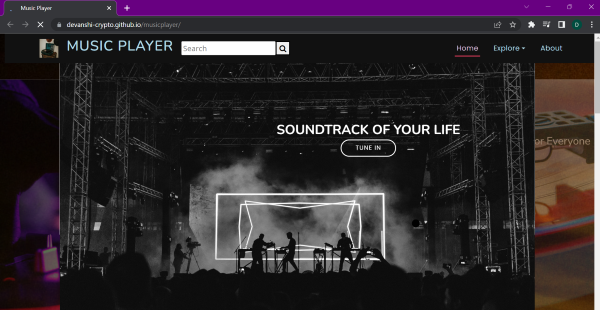 Music Player
devanshi-crypto.github.io/musicplayer/
D
MUSIC PLAYER
Search
Home
Explore
About
SOUNDTRACK OF YOUR LIFE
TUNE IN
or Everyone